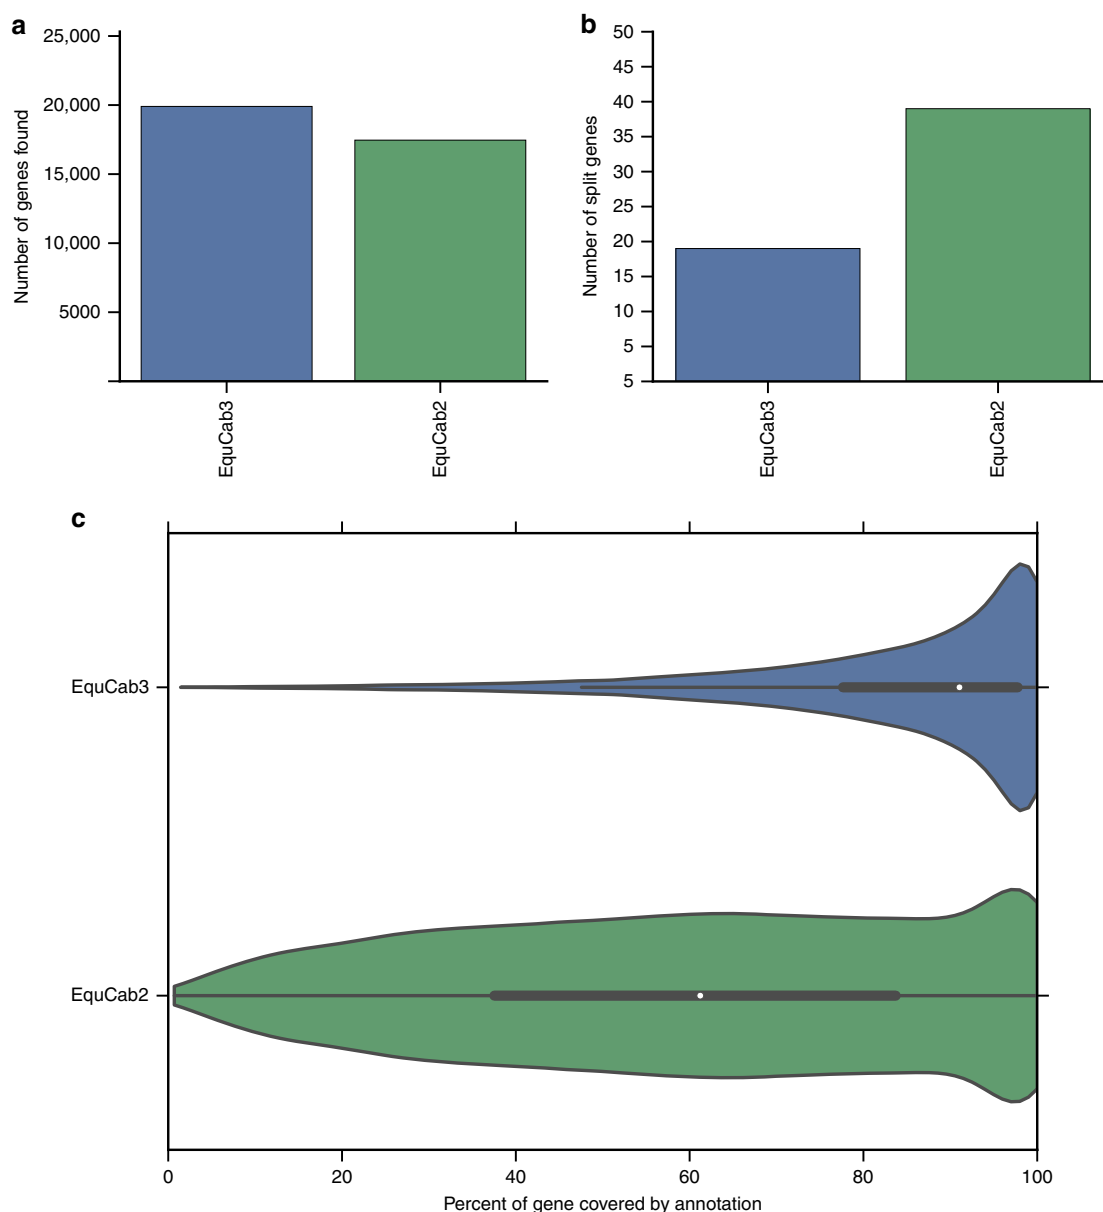 a
25,000
20,000
15,000
10,000
5000
Number of genes found
EquCab3
EquCab2
b
50
45
40
35
30
25
20
15
10
5
5
Number of split genes
EquCab3
EquCab2
c
EquCab3
EquCab2
0 20 40 60 80 100
Percent of gene covered by annotation